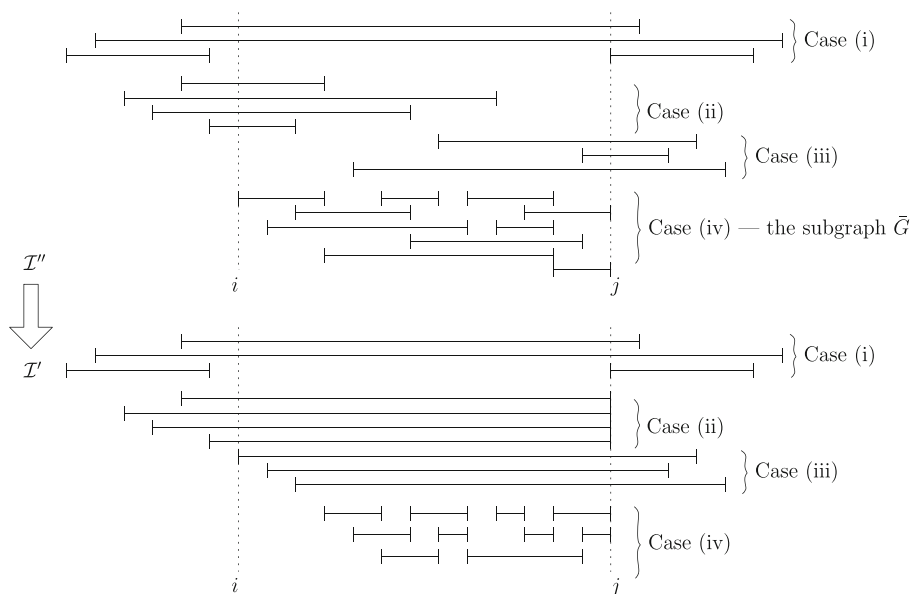 Case (i)
Case (ii)
Case (iii)
Case (iv) — the subgraph Ḡ
ℐ″
i
j
ℐ′
Case (i)
Case (ii)
Case (iii)
Case (iv)
i
j